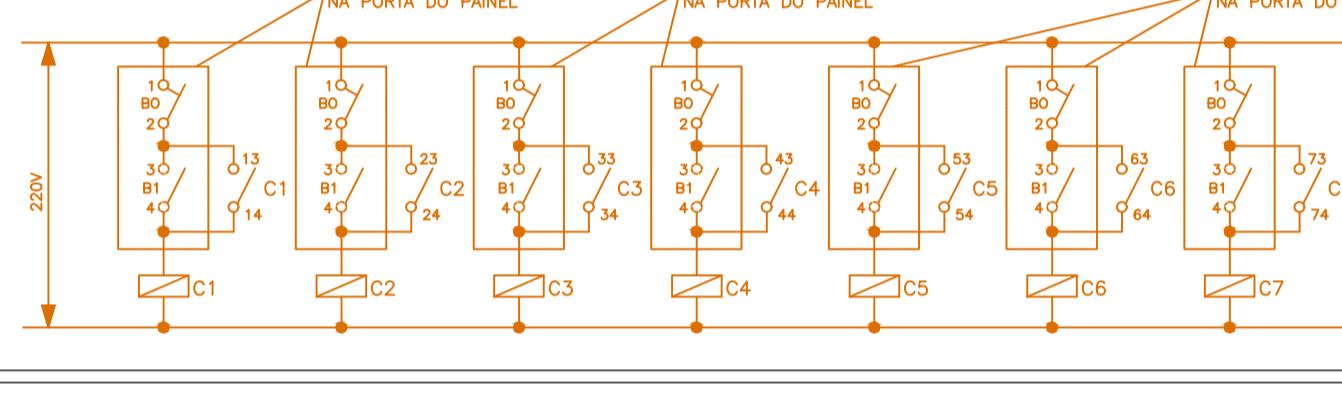 NA PORTA DO PAINEL NA PORTA DO PAINEL NA PORTA DO
1 1 1 1 1 1 1
B0 B0 B0 B0 B0 B0 B0
2 2 2 2 2 2 2
13 23 33 43 53 63 73
3 3 3 3 3 3 3
B1 C1 B1 C2 B1 C3 B1 C4 B1 C5 B1 C6 B1 C
4 4 4 4 4 4 4
14 24 34 44 54 64 74
220V
C1 C2 C3 C4 C5 C6 C7